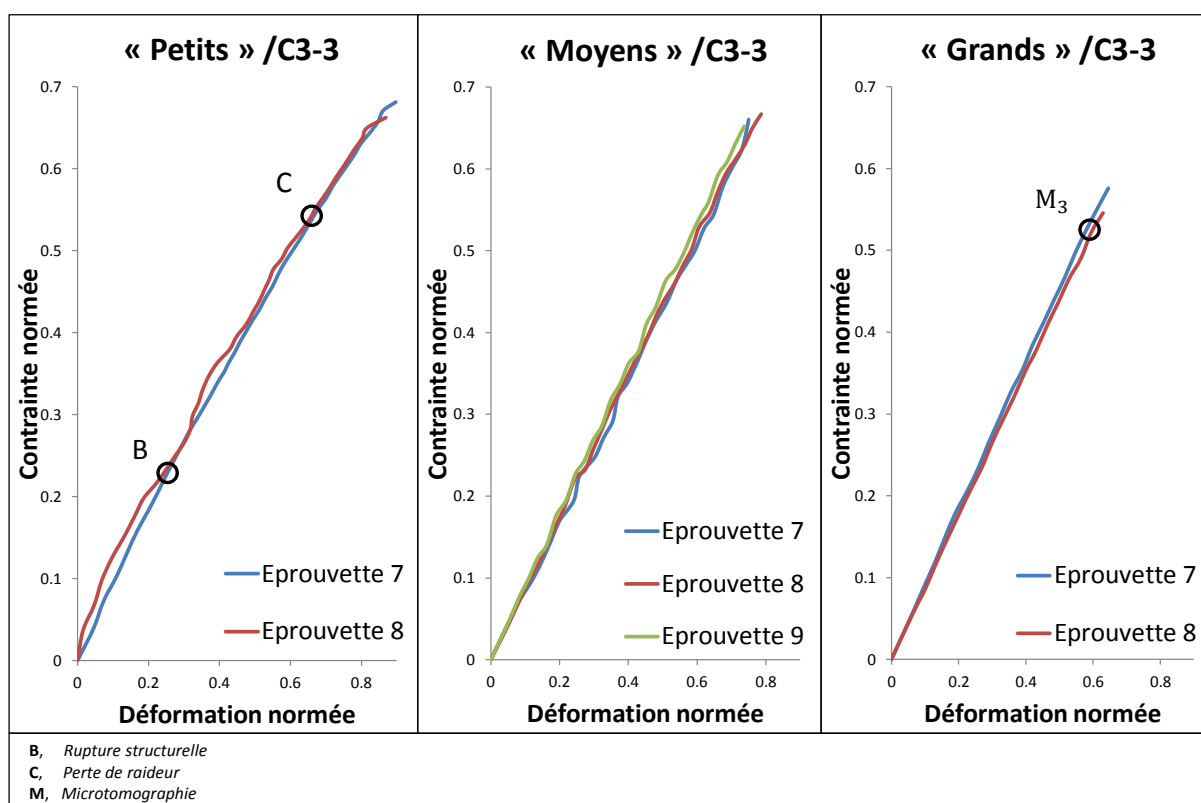 « Petits » /C3-3
Contrainte normée
0.7
0.6
0.5
0.4
0.3
0.2
0.1
0
C
B
Eprouvette 7
Eprouvette 8
0 0.2 0.4 0.6 0.8
Déformation normée
« Moyens » /C3-3
Contrainte normée
0.7
0.6
0.5
0.4
0.3
0.2
0.1
0
Eprouvette 7
Eprouvette 8
Eprouvette 9
0 0.2 0.4 0.6 0.8
Déformation normée
« Grands » /C3-3
Contrainte normée
0.7
0.6
0.5
0.4
0.3
0.2
0.1
0
M₃
Eprouvette 7
Eprouvette 8
0 0.2 0.4 0.6 0.8
Déformation normée
B, Rupture structurelle
C, Perte de raideur
M, Microtomographie